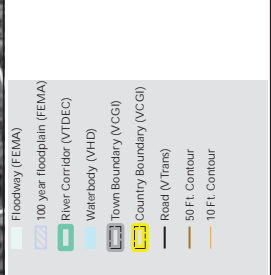 Floodway (FEMA)
100 year floodplain (FEMA)
River Corridor (VTDEC)
Waterbody (VHD)
Town Boundary (VCGI)
Country Boundary (VCGI)
Road (VTrans)
50 Ft. Contour
10 Ft. Contour